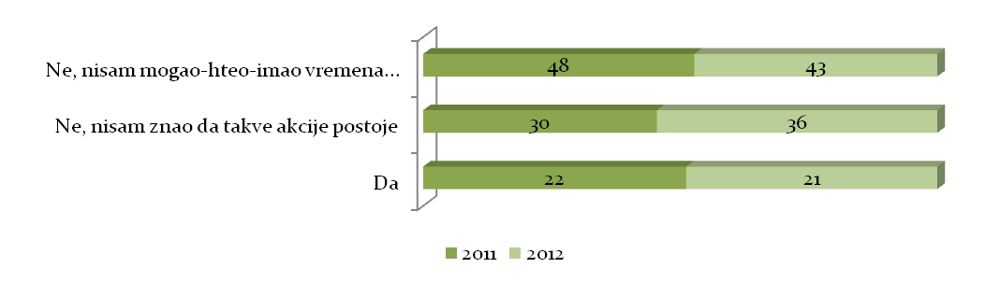 Ne, nisam mogao-hteo-imao vremena...
48 43
Ne, nisam znao da takve akcije postoje
30 36
Da
22 21
2011 2012